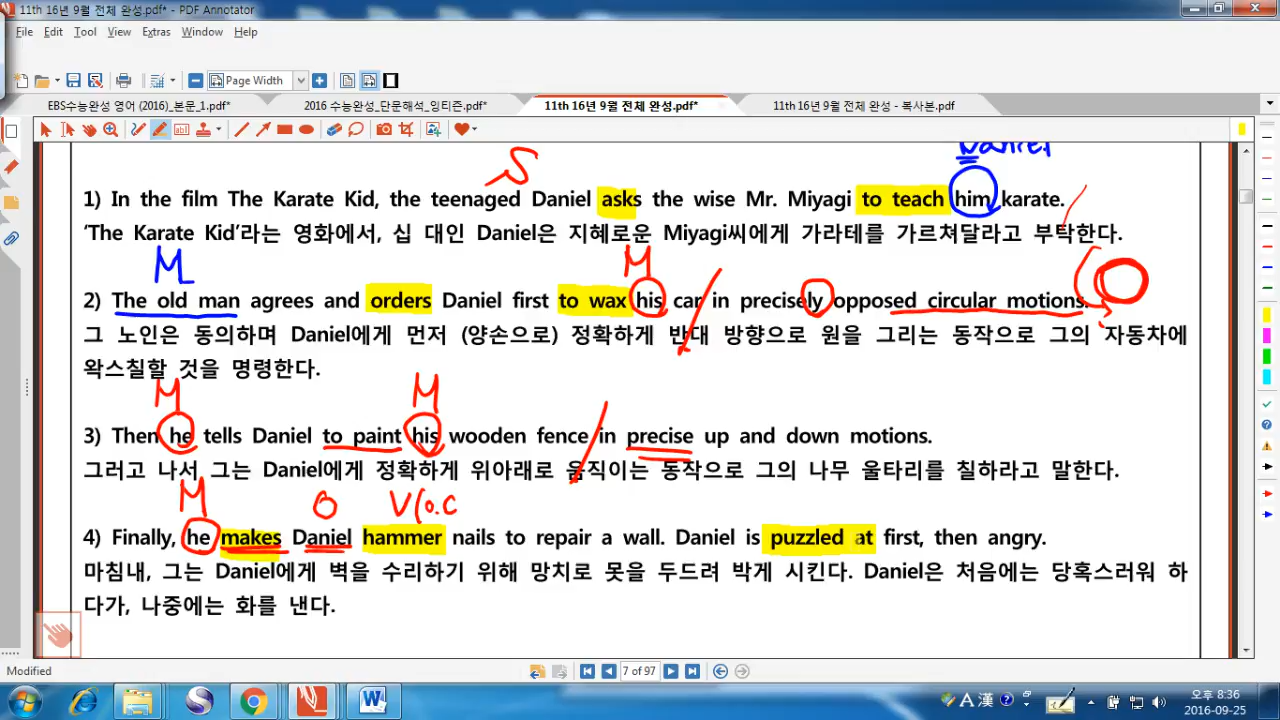 11th 16년 9월 전체 완성.pdf* - PDF Annotator
File Edit Tool View Extras Window Help
Page Width
EBS수능완성 영어 (2016)_본문_1.pdf* 2016 수능완성_단문해석_잉티즌.pdf* 11th 16년 9월 전체 완성.pdf* 11th 16년 9월 전체 완성 - 복사본.pdf
S Daniel
1) In the film The Karate Kid, the teenaged Daniel asks the wise Mr. Miyagi to teach him karate.
‘The Karate Kid’라는 영화에서, 십 대인 Daniel은 지혜로운 Miyagi씨에게 가라테를 가르쳐달라고 부탁한다.
M M
2) The old man agrees and orders Daniel first to wax his car in precisely opposed circular motions.
그 노인은 동의하며 Daniel에게 먼저 (양손으로) 정확하게 반대 방향으로 원을 그리는 동작으로 그의 자동차에
왁스칠할 것을 명령한다.
M M
3) Then he tells Daniel to paint his wooden fence in precise up and down motions.
그러고 나서, 그는 Daniel에게 정확하게 위아래로 움직이는 동작으로 그의 나무 울타리를 칠하라고 말한다.
M O V/O.C
4) Finally, he makes Daniel hammer nails to repair a wall. Daniel is puzzled at first, then angry.
마침내, 그는 Daniel에게 벽을 수리하기 위해 망치로 못을 두드려 박게 시킨다. Daniel은 처음에는 당혹스러워 하
다가, 나중에는 화를 낸다.
Modified 7 of 97
A 漢 오후 8:36
2016-09-25